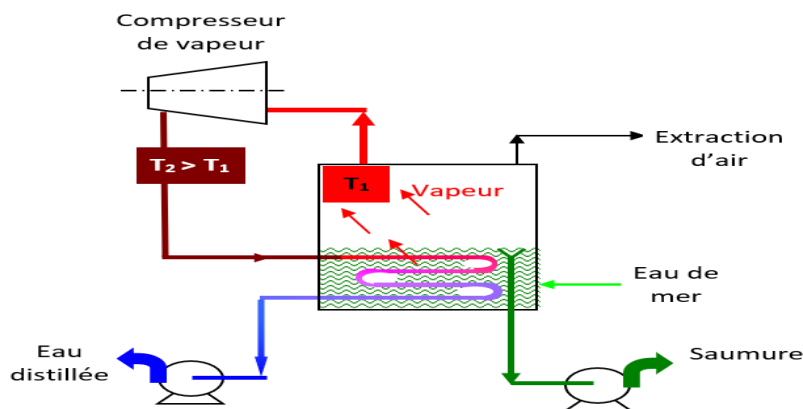 Compresseur
de vapeur
T₂ > T₁
T₁
Vapeur
Extraction
d’air
Eau de
mer
Eau
distillée
Saumure